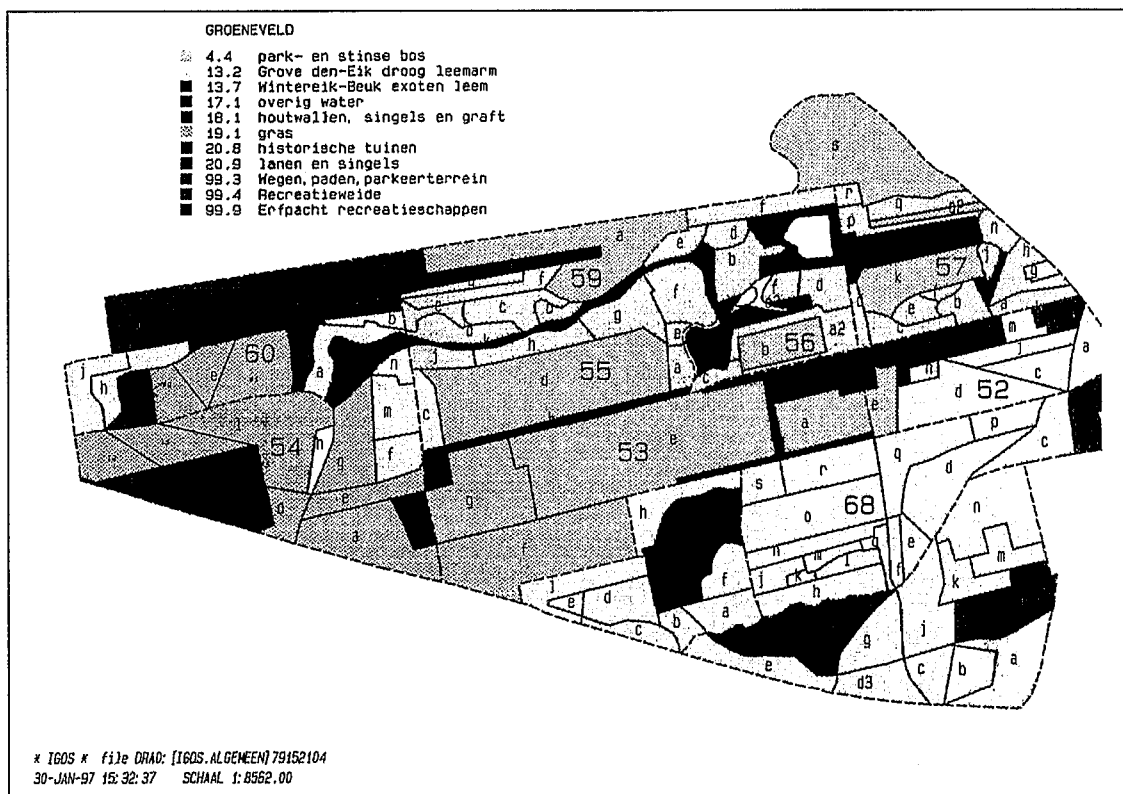 GROENEVELD
4.4 park- en stinse bos
13.2 Grove den-Eik droog leemarm
13.7 Wintereik-Beuk exoten leem
17.1 overig water
18.1 houtwallen, singels en graft
19.1 gras
20.8 historische tuinen
20.9 lanen en singels
99.3 Wegen, paden, parkeerterrein
99.4 Recreatieweide
99.9 Erfpacht recreatieschappen
s
r
f
q
p
a
e
d
n
b
59
k
57
h
g
f
c
g
d
a2
56
b
60
55
m
52
54
53
e
a
s
r
q
p
d
c
o
68
n
m
h
j
k
l
f
e
d
c
b
a
g
d3
* IGOS * file DRAD: [IGOS.ALGEMEEN]79152104
30-JAN-97 15:32:37 SCHAAL 1:8562.00